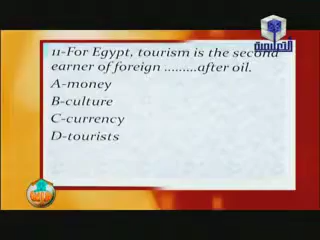 التعليمية
11-For Egypt, tourism is the second
earner of foreign .........after oil.
A-money
B-culture
C-currency
D-tourists